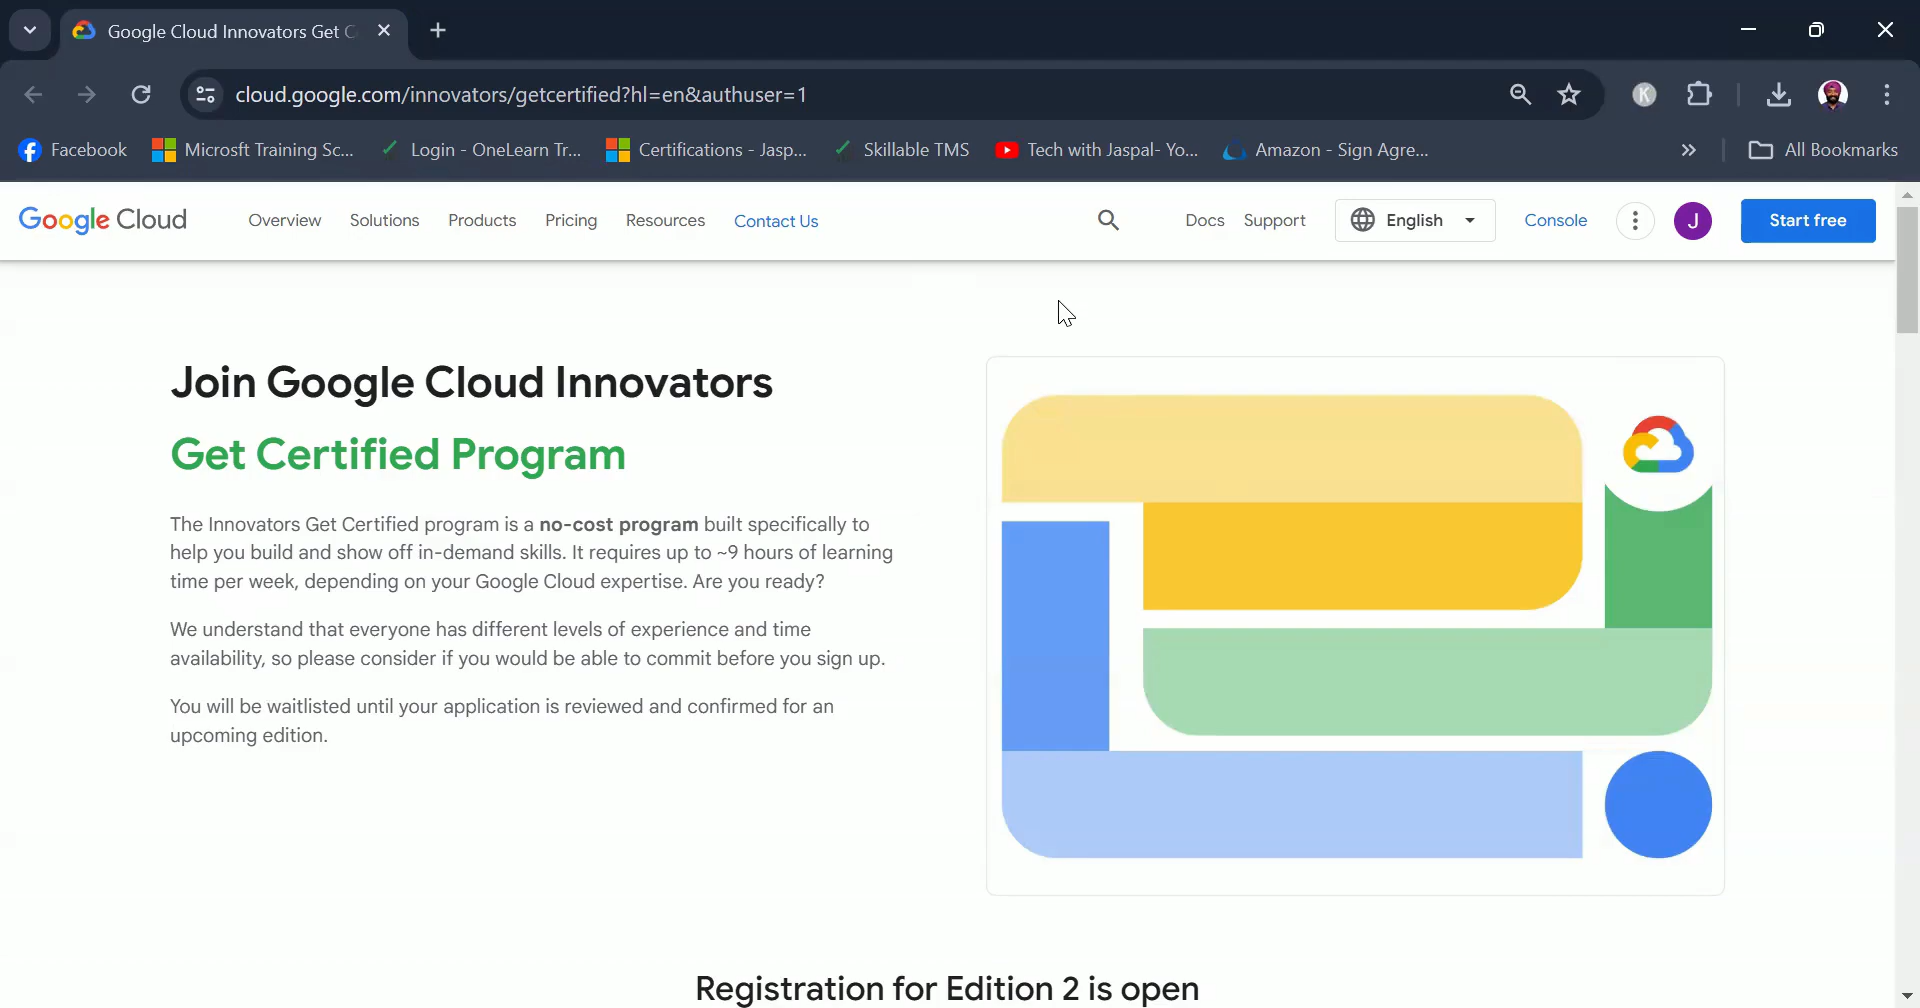 Google Cloud Innovators Get C
cloud.google.com/innovators/getcertified?hl=en&authuser=1
K
Facebook
Microsft Training Sc...
Login - OneLearn Tr...
Certifications - Jasp...
Skillable TMS
Tech with Jaspal- Yo...
Amazon - Sign Agre...
All Bookmarks
Google Cloud
Overview
Solutions
Products
Pricing
Resources
Contact Us
Docs
Support
English
Console
J
Start free
Join Google Cloud Innovators
Get Certified Program
The Innovators Get Certified program is a no-cost program built specifically to
help you build and show off in-demand skills. It requires up to ~9 hours of learning
time per week, depending on your Google Cloud expertise. Are you ready?
We understand that everyone has different levels of experience and time
availability, so please consider if you would be able to commit before you sign up.
You will be waitlisted until your application is reviewed and confirmed for an
upcoming edition.
Registration for Edition 2 is open